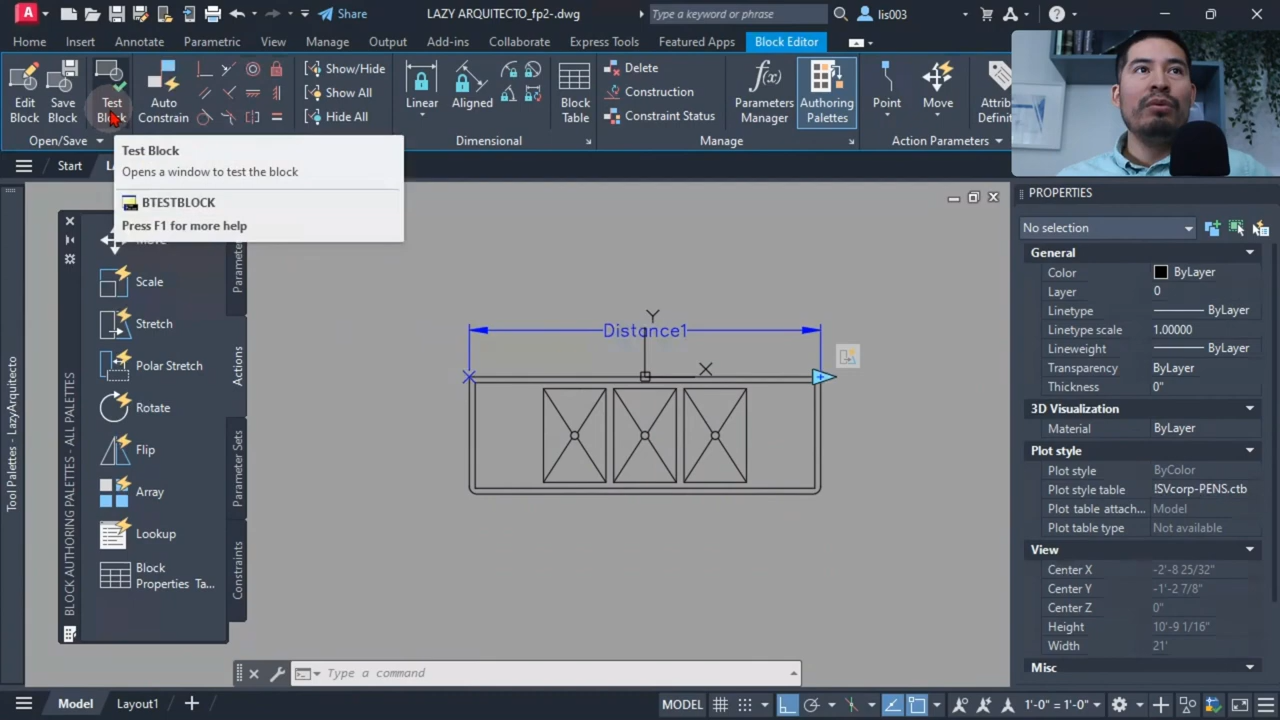 A
Share
LAZY ARQUITECTO_fp2-.dwg
Type a keyword or phrase
lis003
Home
Insert
Annotate
Parametric
View
Manage
Output
Add-ins
Collaborate
Express Tools
Featured Apps
Block Editor
Edit
Block
Save
Block
Test
Block
Auto
Constrain
Show/Hide
Show All
Hide All
Linear
Aligned
Block
Table
Delete
Construction
Constraint Status
f(x)
Parameters
Manager
Authoring
Palettes
Point
Move
Open/Save
Dimensional
Manage
Action Parameters
Start
Test Block
Opens a window to test the block
BTESTBLOCK
Press F1 for more help
Scale
Stretch
Polar Stretch
Rotate
Flip
Array
Lookup
Block
Properties Ta...
Actions
Parameter Sets
Constraints
BLOCK AUTHORING PALETTES - ALL PALETTES
Tool Palettes - LazyArquitecto
Distance1
Y
X
PROPERTIES
No selection
General
Color ByLayer
Layer 0
Linetype ByLayer
Linetype scale 1.00000
Lineweight ByLayer
Transparency ByLayer
Thickness 0"
3D Visualization
Material ByLayer
Plot style
Plot style ByColor
Plot style table !SVcorp-PENS.ctb
Plot table attach... Model
Plot table type Not available
View
Center X -2'-8 25/32"
Center Y -1'-2 7/8"
Center Z 0"
Height 10'-9 1/16"
Width 21'
Misc
Type a command
Model
Layout1
MODEL
1'-0" = 1'-0"